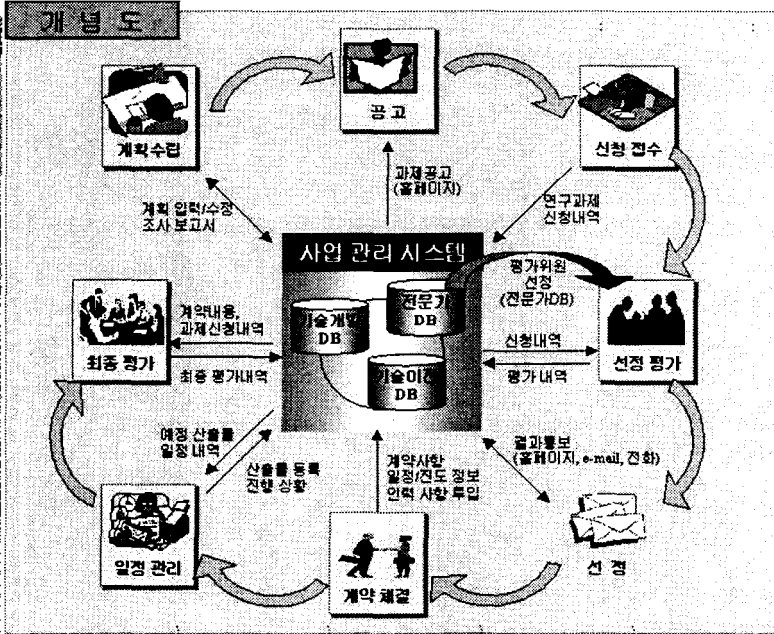 개 념 도
계획수립
공 고
신청 접수
계획 입력/수정
조사 보고서
과제공고
(홈페이지)
연구과제
신청내역
사업 관리 시스템
기술개발
DB
전문가
DB
기술이전
DB
평가위원
선정
(전문가DB)
계약내용,
과제신청내역
최종 평가내역
최종 평가
신청내역
평가 내역
선정 평가
예정 산출물
일정 내역
산출물 등록
진행 상황
계약사항
일정/진도 정보
인력 사항 투입
결과통보
(홈페이지, e-mail, 전화)
일정 관리
계약 체결
선 정